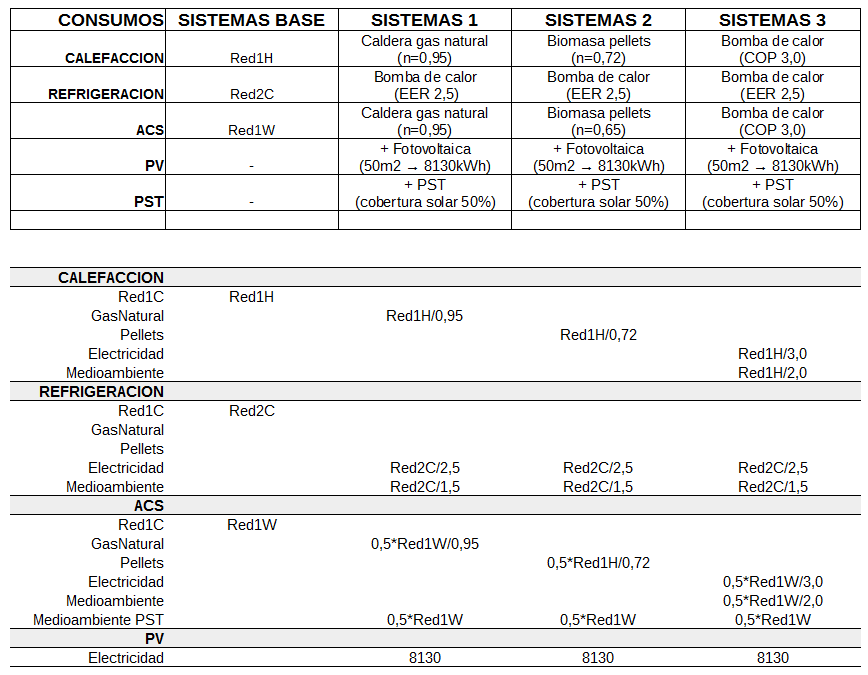 CONSUMOS SISTEMAS BASE SISTEMAS 1 SISTEMAS 2 SISTEMAS 3
Caldera gas natural Biomasa pellets Bomba de calor
CALEFACCION Red1H (n=0,95) (n=0,72) (COP 3,0)
Bomba de calor Bomba de calor Bomba de calor
REFRIGERACION Red2C (EER 2,5) (EER 2,5) (EER 2,5)
Caldera gas natural Biomasa pellets Bomba de calor
ACS Red1W (n=0,95) (n=0,65) (COP 3,0)
+ Fotovoltaica + Fotovoltaica + Fotovoltaica
PV - (50m2 → 8130kWh) (50m2 → 8130kWh) (50m2 → 8130kWh)
+ PST + PST + PST
PST - (cobertura solar 50%) (cobertura solar 50%) (cobertura solar 50%)
CALEFACCION
Red1C Red1H
GasNatural Red1H/0,95
Pellets Red1H/0,72
Electricidad Red1H/3,0
Medioambiente Red1H/2,0
REFRIGERACION
Red1C Red2C
GasNatural
Pellets
Electricidad Red2C/2,5 Red2C/2,5 Red2C/2,5
Medioambiente Red2C/1,5 Red2C/1,5 Red2C/1,5
ACS
Red1C Red1W
GasNatural 0,5*Red1W/0,95
Pellets 0,5*Red1H/0,72
Electricidad 0,5*Red1W/3,0
Medioambiente 0,5*Red1W/2,0
Medioambiente PST 0,5*Red1W 0,5*Red1W 0,5*Red1W
PV
Electricidad 8130 8130 8130